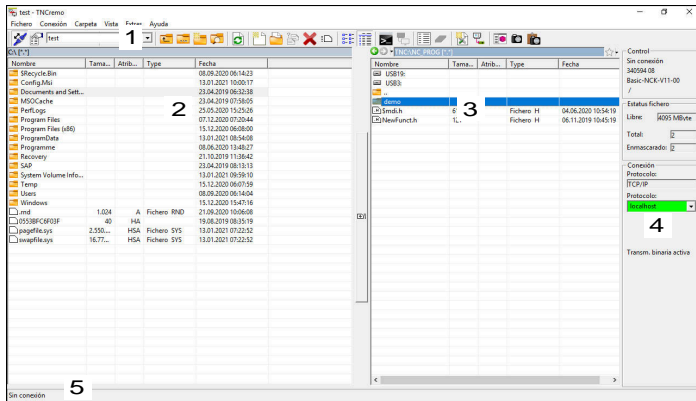 test - TNCremo
Fichero Conexión Carpeta Vista Extras Ayuda
test
1
C:\ [*.*]
Nombre Tama... Atrib... Type Fecha
$Recycle.Bin 08.09.2020 06:14:23
Config.Msi 13.01.2021 10:00:17
Documents and Sett... 23.04.2019 06:32:38
MSOCache 23.04.2019 07:58:05
PerfLogs 25.05.2020 15:25:26
Program Files 07.12.2020 07:20:44
Program Files (x86) 15.12.2020 06:08:00
ProgramData 13.01.2021 08:54:08
Programme 08.06.2020 13:48:27
Recovery 21.10.2019 11:36:42
SAP 23.04.2019 08:13:13
System Volume Info... 13.01.2021 09:59:10
Temp 15.12.2020 06:07:59
Users 08.09.2020 06:14:04
Windows 15.12.2020 15:47:16
.rnd 1.024 A Fichero RND 21.09.2020 10:06:08
0553BFC6F03F 40 HA 19.08.2019 08:35:19
pagefile.sys 2.550.... HSA Fichero SYS 13.01.2021 07:22:52
swapfile.sys 16.77... HSA Fichero SYS 13.01.2021 07:22:52
2
TNC:\NC_PROG [*.*]
Nombre Tama... Atrib... Type Fecha
USB19:
USB3:
..
demo
Smdi.h Fichero H 04.06.2020 10:54:19
NewFunct.h Fichero H 06.11.2019 10:45:19
3
Control
Sin conexión
340594 08
Basic-NCK-V11-00
/
Estatus fichero
Libre: 4095 MByte
Total: 2
Enmascarado: 2
Conexión
Protocolo:
TCP/IP
Protocolo:
localhost
4
Transm. binaria activa
5
Sin conexión